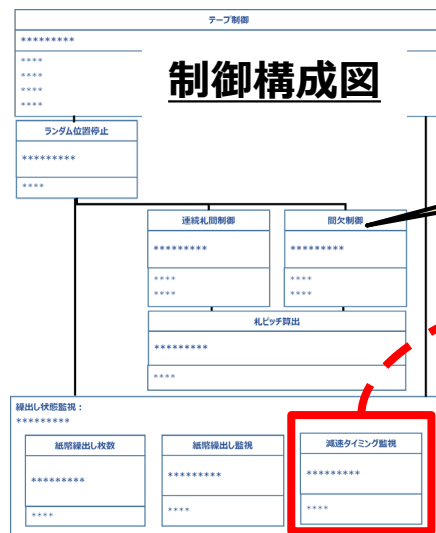 テープ制御
*********
****
****
****
****
制御構成図
ランダム位置停止
*********
****
連続札間制御
*********
****
****
間欠制御
*********
****
****
札ピッチ算出
*********
****
繰出し状態監視：
*********
紙幣繰出し枚数
*********
****
紙幣繰出し監視
*********
****
減速タイミング監視
*********
****